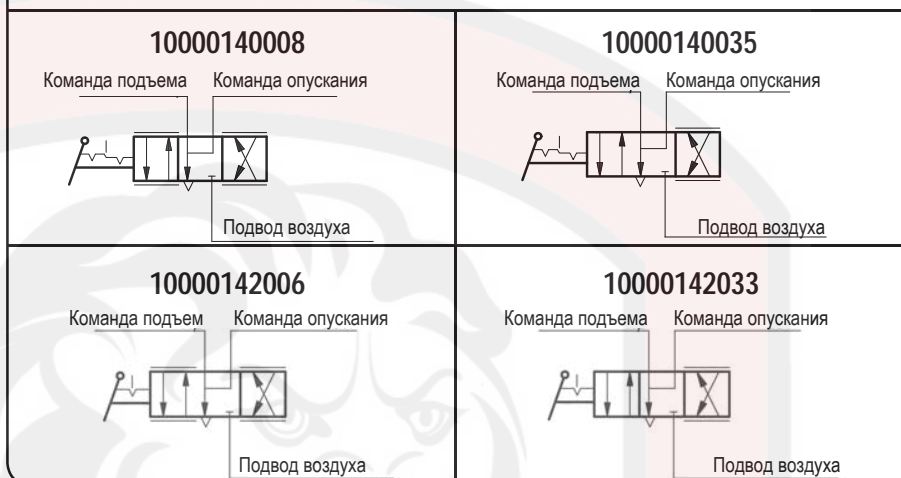 10000140008
Команда подъема Команда опускания
Подвод воздуха
10000140035
Команда подъема Команда опускания
Подвод воздуха
10000142006
Команда подъем Команда опускания
Подвод воздуха
10000142033
Команда подъема Команда опускания
Подвод воздуха